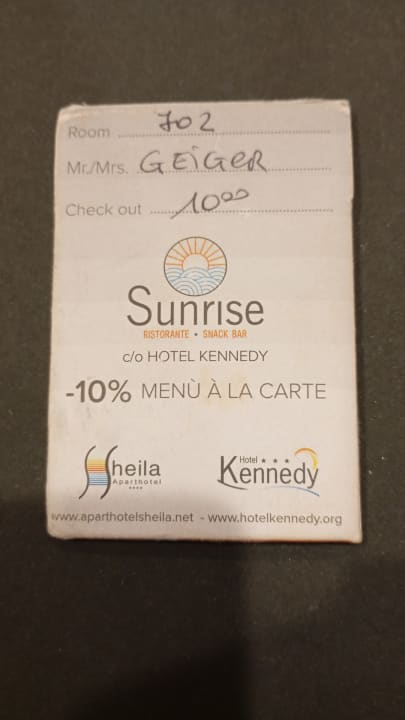 Room 702
Mr./Mrs. GEiGER
Check out 10⁰⁰
Sunrise
RISTORANTE • SNACK BAR
c/o HOTEL KENNEDY
-10% MENÙ À LA CARTE
Sheila
Aparthotel
★★★★
Hotel ★ ★ ★
Kennedy
www.aparthotelsheila.net - www.hotelkennedy.org